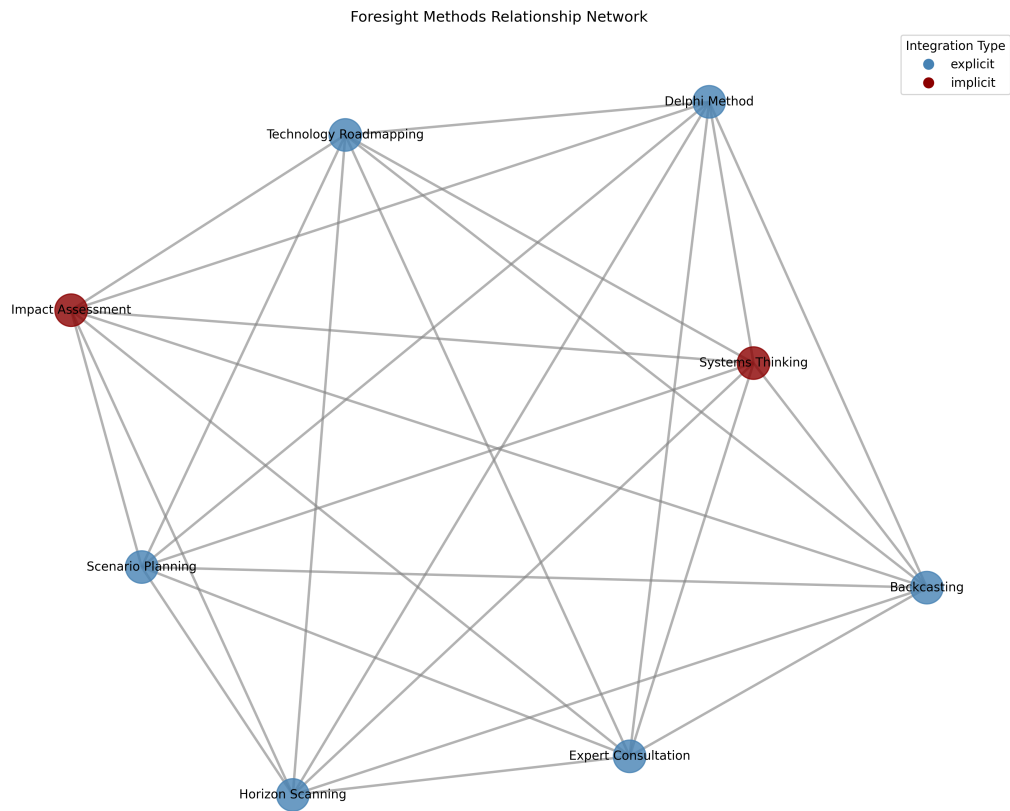 Foresight Methods Relationship Network
Integration Type
explicit
implicit
Delphi Method
Technology Roadmapping
Impact Assessment
Systems Thinking
Scenario Planning
Backcasting
Expert Consultation
Horizon Scanning